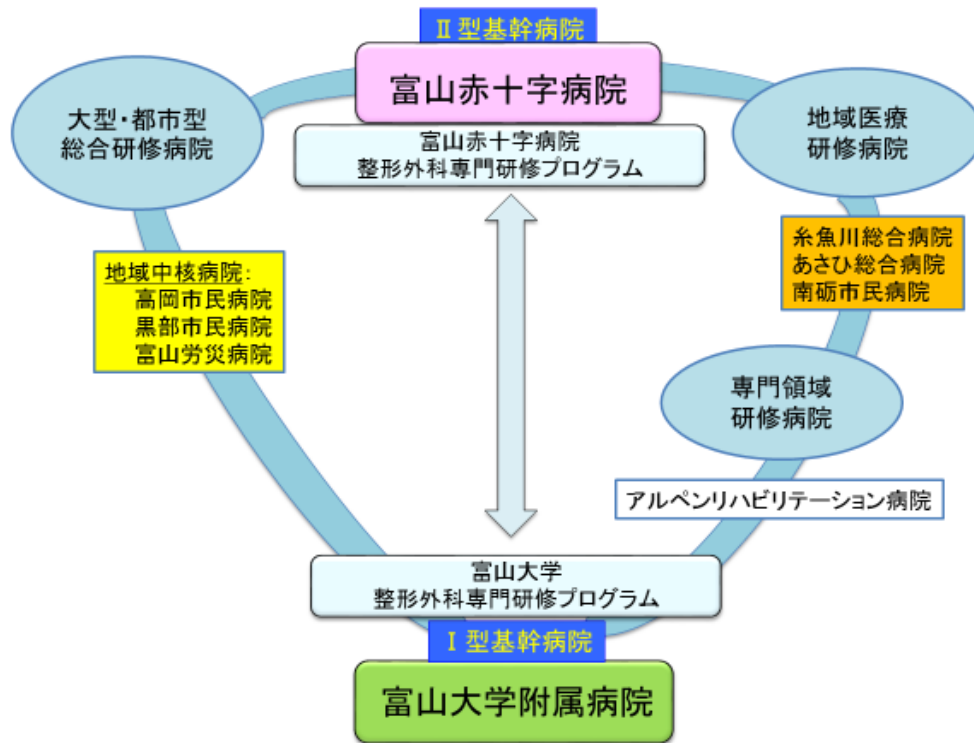 Ⅱ型基幹病院
富山赤十字病院
富山赤十字病院
整形外科専門研修プログラム
大型・都市型
総合研修病院
地域医療
研修病院
地域中核病院:
高岡市民病院
黒部市民病院
富山労災病院
糸魚川総合病院
あさひ総合病院
南砺市民病院
専門領域
研修病院
アルペンリハビリテーション病院
富山大学
整形外科専門研修プログラム
Ⅰ型基幹病院
富山大学附属病院